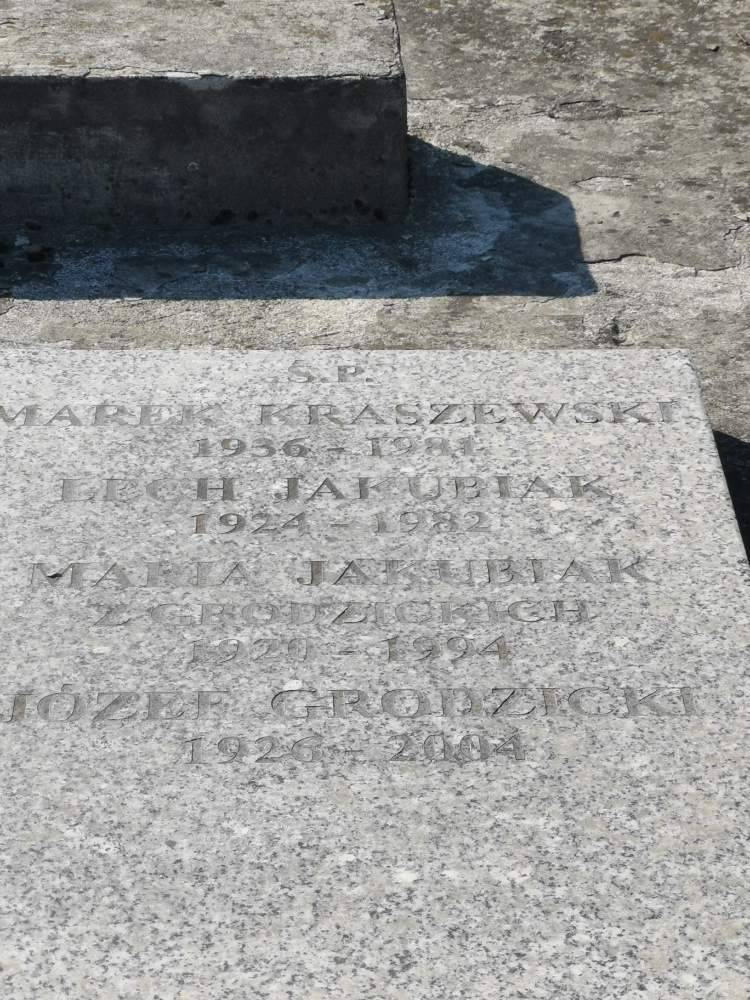 Ś.P.
MAREK KRASZEWSKI
1936 - 1981
LECH JAKUBIAK
1924 - 1982
MARIA JAKUBIAK
Z GRODZICKICH
1920 - 1994
JÓZEF GRODZICKI
1926 - 2004